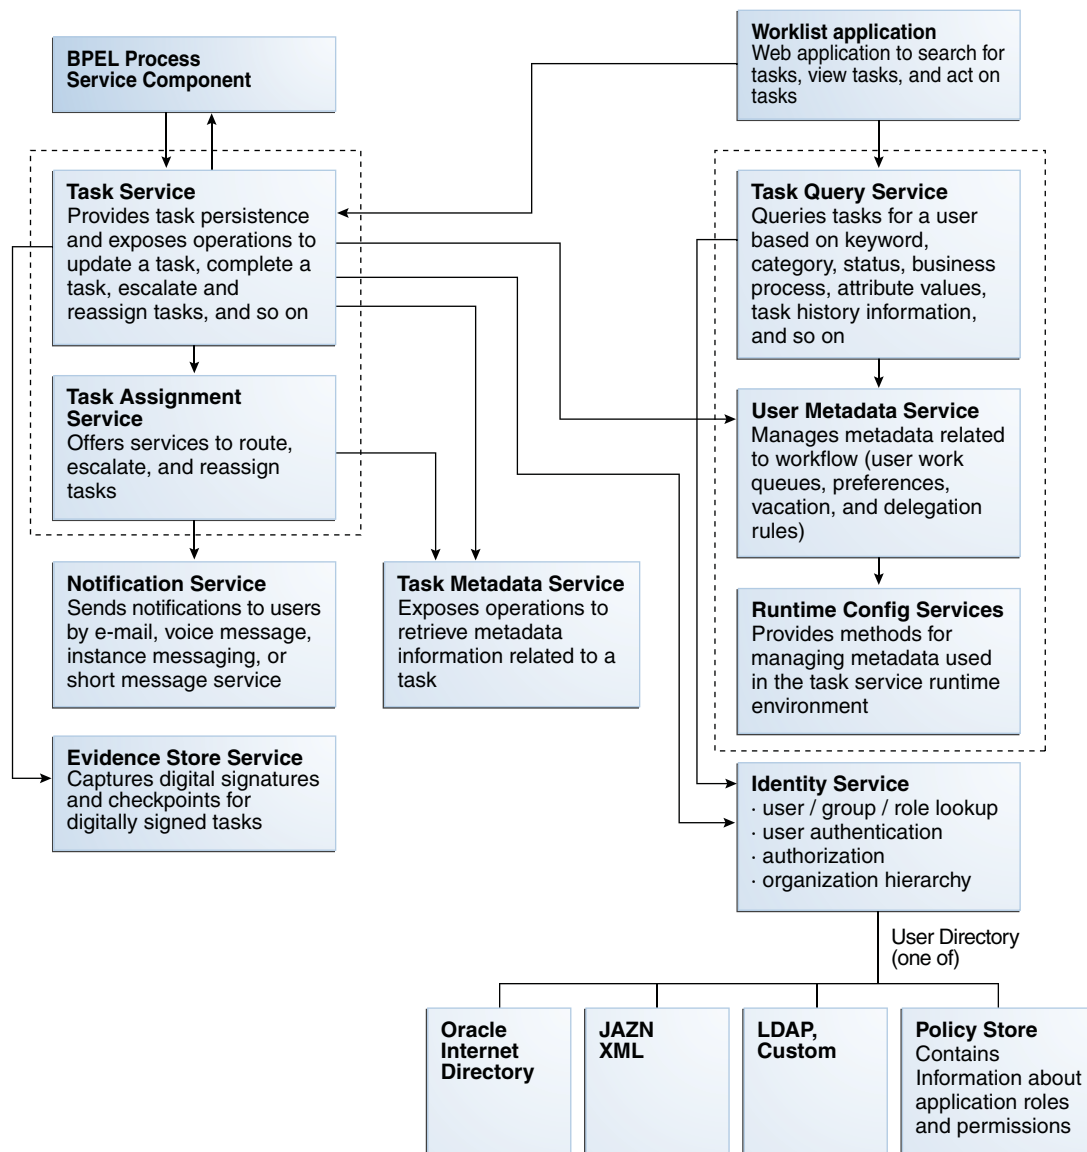 BPEL Process
Service Component
Worklist application
Web application to search for
tasks, view tasks, and act on
tasks
Task Service
Provides task persistence
and exposes operations to
update a task, complete a
task, escalate and
reassign tasks, and so on
Task Query Service
Queries tasks for a user
based on keyword,
category, status, business
process, attribute values,
task history information,
and so on
Task Assignment
Service
Offers services to route,
escalate, and reassign
tasks
User Metadata Service
Manages metadata related
to workflow (user work
queues, preferences,
vacation, and delegation
rules)
Notification Service
Sends notifications to users
by e-mail, voice message,
instance messaging, or
short message service
Task Metadata Service
Exposes operations to
retrieve metadata
information related to a
task
Runtime Config Services
Provides methods for
managing metadata used
in the task service runtime
environment
Evidence Store Service
Captures digital signatures
and checkpoints for
digitally signed tasks
Identity Service
· user / group / role lookup
· user authentication
· authorization
· organization hierarchy
User Directory
(one of)
Oracle
Internet
Directory
JAZN
XML
LDAP,
Custom
Policy Store
Contains
Information about
application roles
and permissions